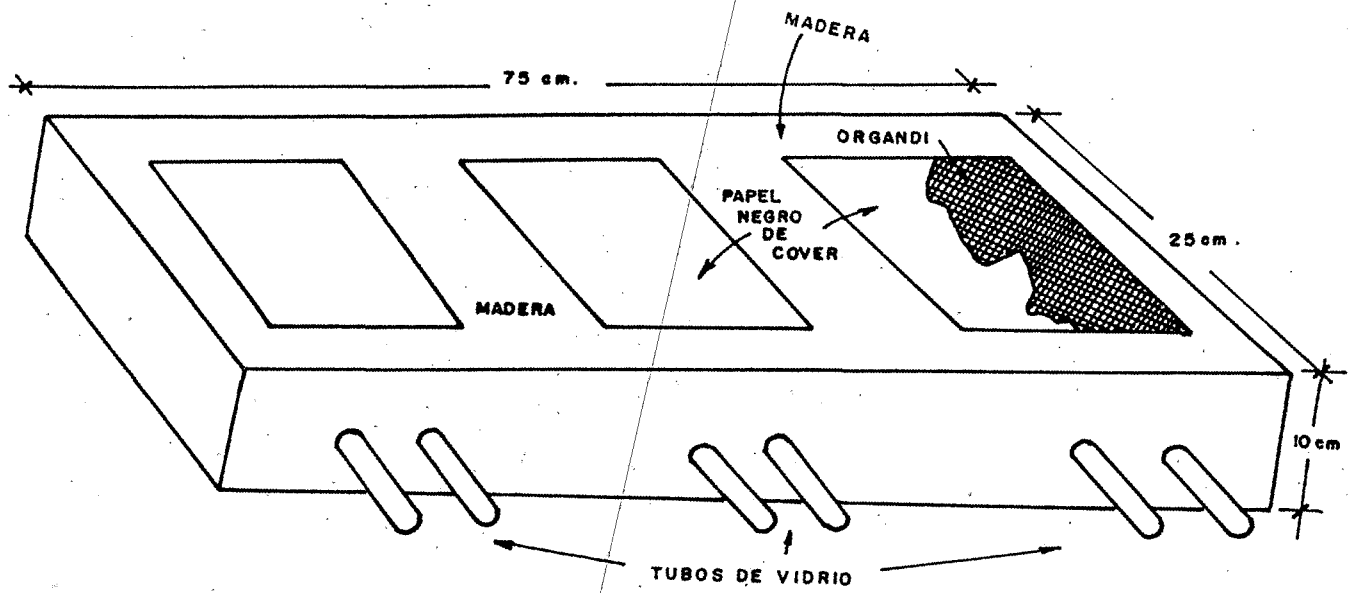 MADERA
75 cm.
ORGANDI
PAPEL
NEGRO
DE
COVER
25 cm.
MADERA
10 cm
TUBOS DE VIDRIO